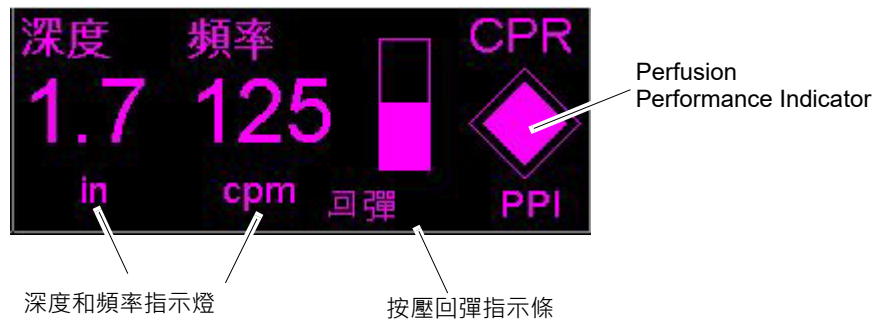 深度 頻率 CPR
1.7 125
in cpm 回彈 PPI
Perfusion
Performance Indicator
深度和頻率指示燈
按壓回彈指示條